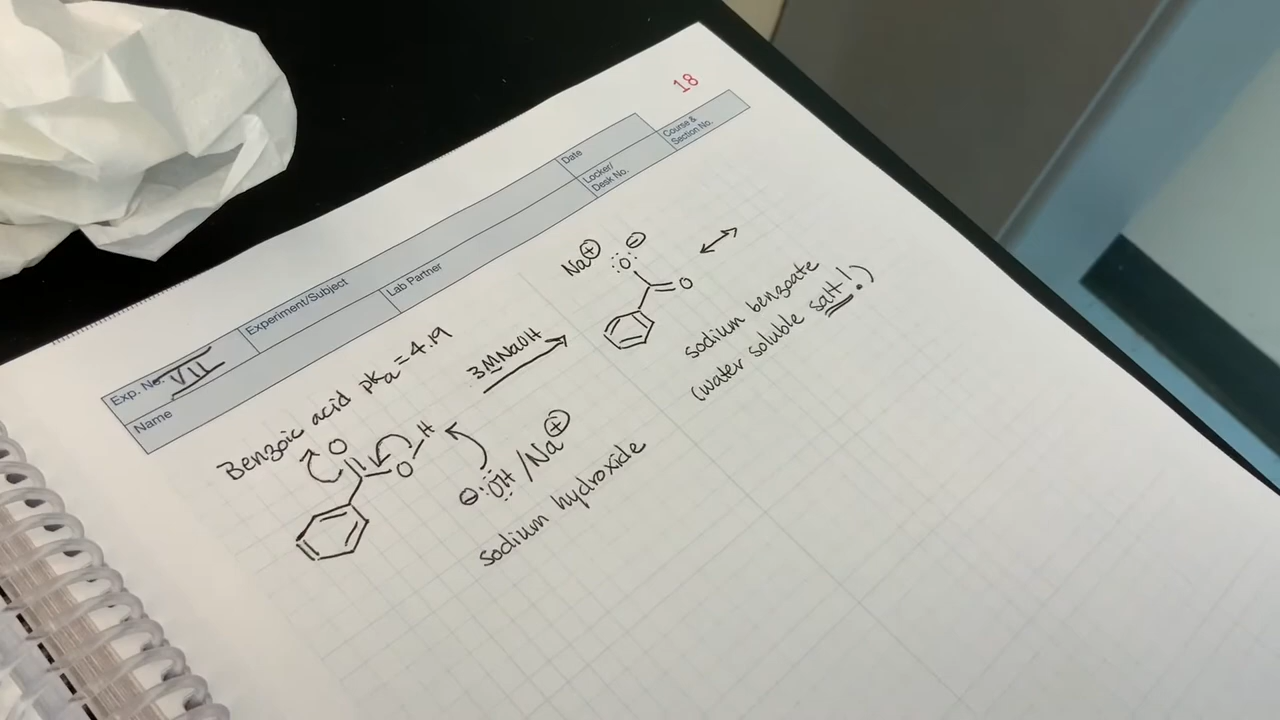 18
Exp. No. VII
Experiment/Subject
Date
Course &
Section No.
Name
Lab Partner
Locker/
Desk No.
Benzoic acid pKa = 4.19
O
O
H
⊖ :ÖH / Na⊕
sodium hydroxide
3M NaOH
Na⊕
:O: ⊖
O
sodium benzoate
(water soluble salt!)